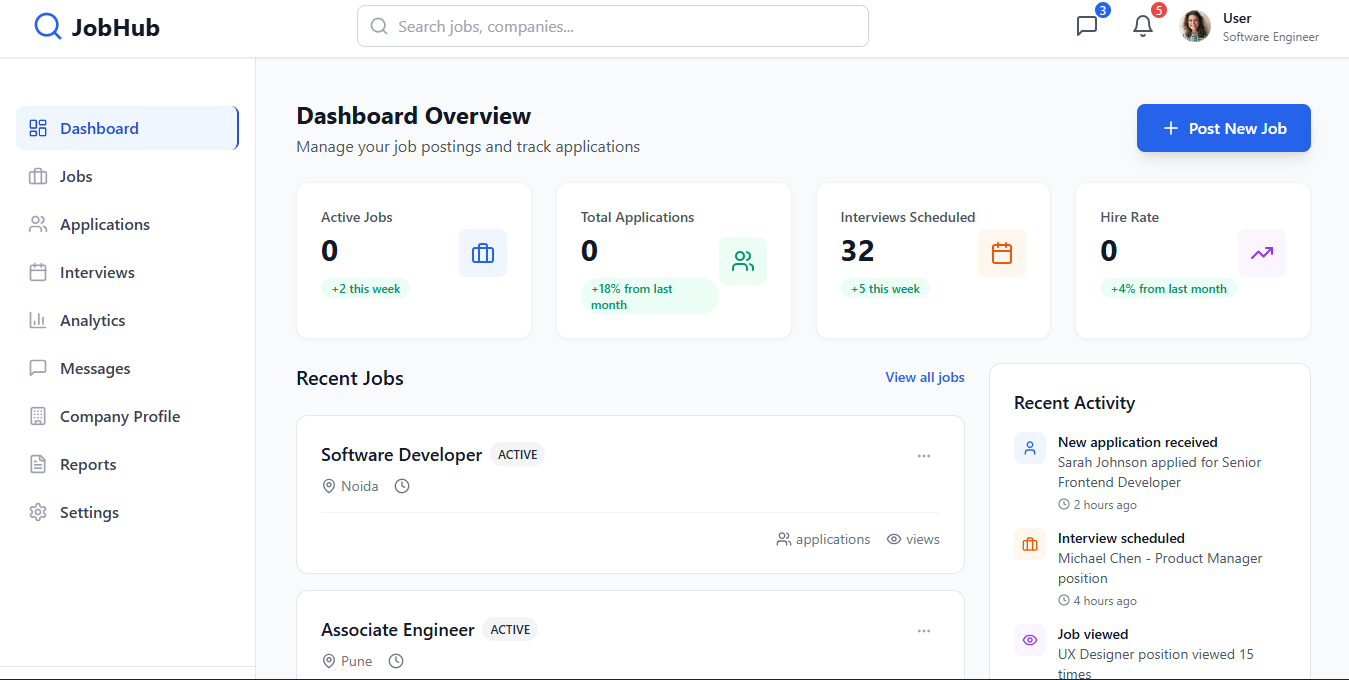 JobHub
Search jobs, companies...
3
5
User
Software Engineer
Dashboard
Jobs
Applications
Interviews
Analytics
Messages
Company Profile
Reports
Settings
Dashboard Overview
Manage your job postings and track applications
+ Post New Job
Active Jobs
0
+2 this week
Total Applications
0
+18% from last
month
Interviews Scheduled
32
+5 this week
Hire Rate
0
+4% from last month
Recent Jobs
View all jobs
Software Developer ACTIVE
Noida
applications views
Associate Engineer ACTIVE
Pune
Recent Activity
New application received
Sarah Johnson applied for Senior
Frontend Developer
2 hours ago
Interview scheduled
Michael Chen - Product Manager
position
4 hours ago
Job viewed
UX Designer position viewed 15
times